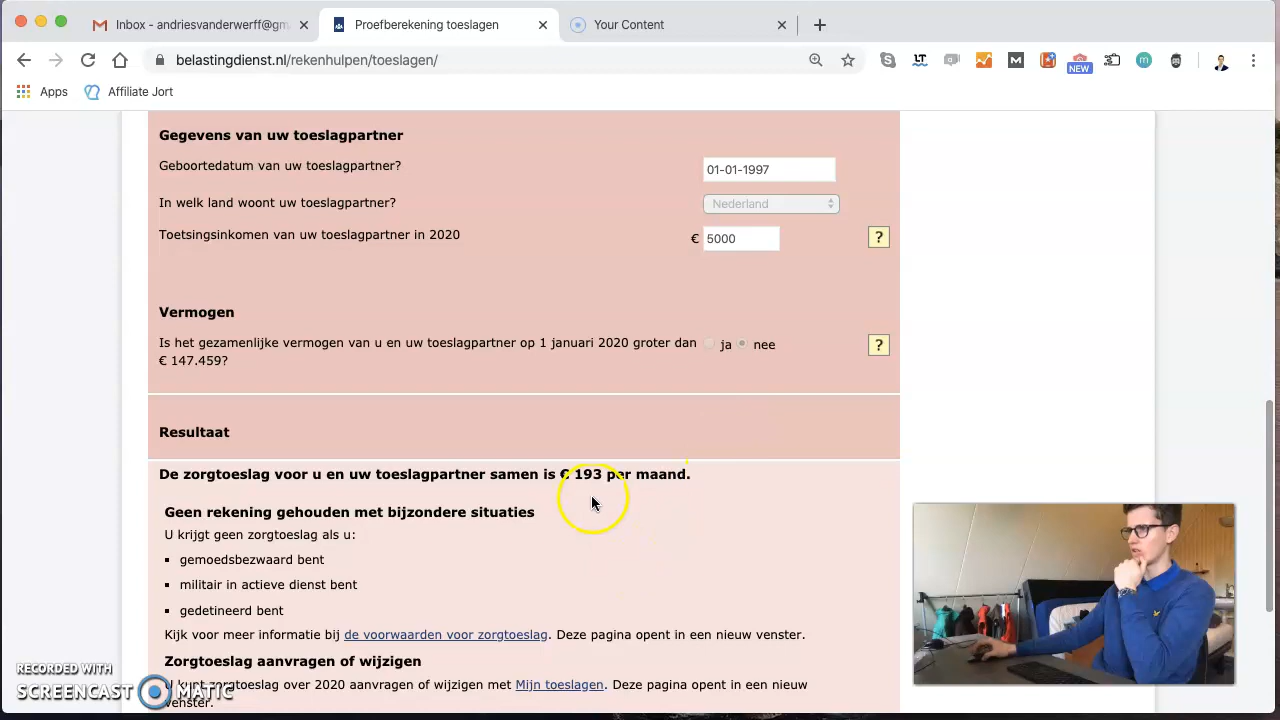 Inbox - andriesvanderwerff@gm
Proefberekening toeslagen
Your Content
belastingdienst.nl/rekenhulpen/toeslagen/
LT
M
NEW
m
Apps
Affiliate Jort
Gegevens van uw toeslagpartner
Geboortedatum van uw toeslagpartner?
01-01-1997
In welk land woont uw toeslagpartner?
Nederland
Toetsingsinkomen van uw toeslagpartner in 2020
€ 5000
?
Vermogen
Is het gezamenlijke vermogen van u en uw toeslagpartner op 1 januari 2020 groter dan
€ 147.459?
ja nee
?
Resultaat
De zorgtoeslag voor u en uw toeslagpartner samen is € 193 per maand.
Geen rekening gehouden met bijzondere situaties
U krijgt geen zorgtoeslag als u:
gemoedsbezwaard bent
militair in actieve dienst bent
gedetineerd bent
Kijk voor meer informatie bij de voorwaarden voor zorgtoeslag. Deze pagina opent in een nieuw venster.
Zorgtoeslag aanvragen of wijzigen
U kunt zorgtoeslag over 2020 aanvragen of wijzigen met Mijn toeslagen. Deze pagina opent in een nieuw
venster.
RECORDED WITH
SCREENCAST MATIC